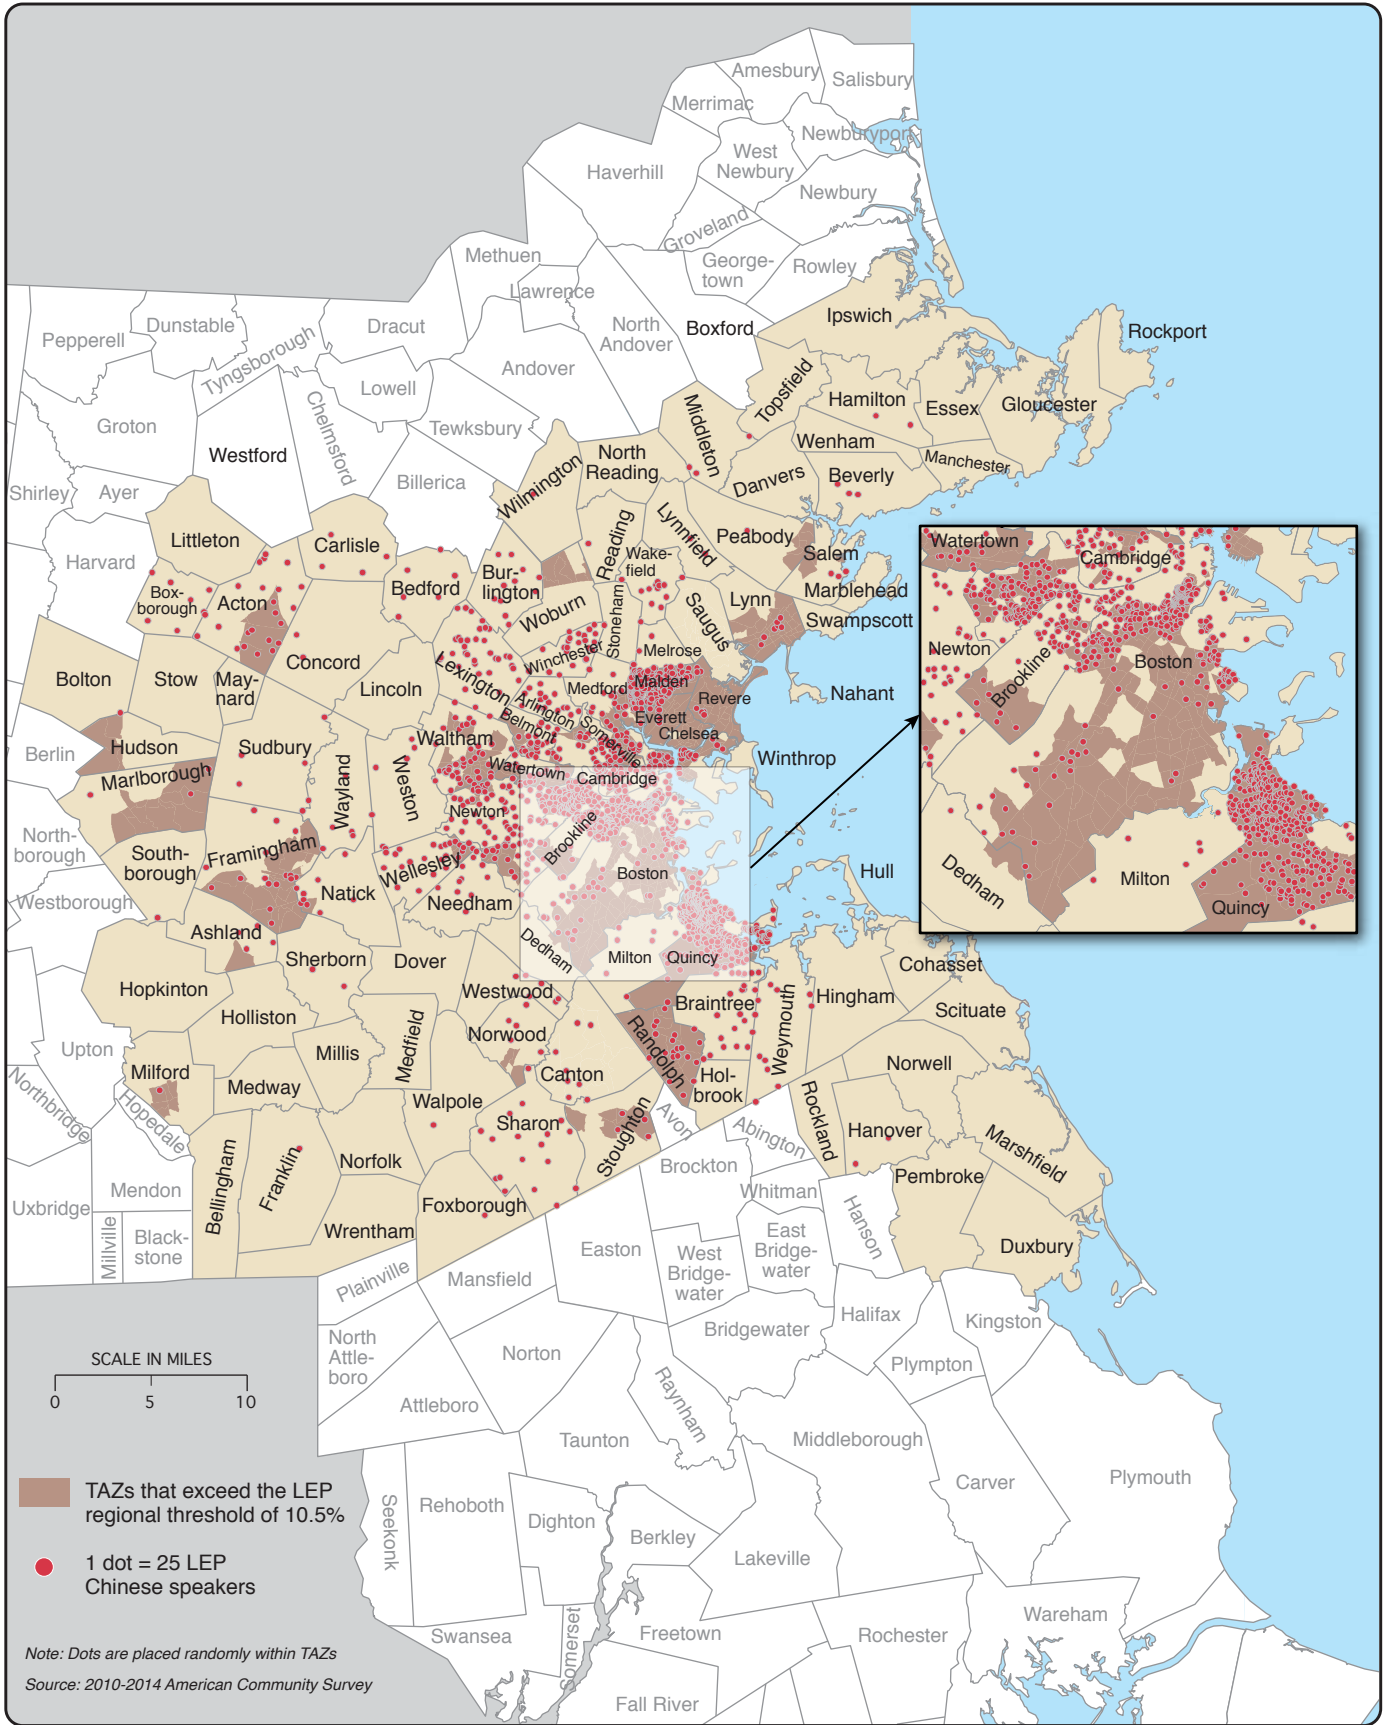 Amesbury
Salisbury
Merrimac
Newburyport
West
Newbury
Haverhill
Newbury
Groveland
Methuen
George-
town
Rowley
Lawrence
Ipswich
Dunstable
Dracut
North
Andover
Boxford
Rockport
Pepperell
Tyngsborough
Andover
Lowell
Topsfield
Hamilton
Essex
Gloucester
Groton
Chelmsford
Tewksbury
Middleton
Wenham
Westford
North
Reading
Manchester
Billerica
Wilmington
Danvers
Beverly
Shirley
Ayer
Littleton
Carlisle
Reading
Lynnfield
Peabody
Salem
Harvard
Wake-
field
Bur-
lington
Bedford
Marblehead
Box-
borough
Acton
Woburn
Stoneham
Saugus
Lynn
Swampscott
Concord
Winchester
Melrose
Bolton
Stow
May-
nard
Lincoln
Lexington
Arlington
Medford
Malden
Revere
Nahant
Belmont
Somerville
Everett
Chelsea
Berlin
Hudson
Sudbury
Waltham
Winthrop
Marlborough
Wayland
Weston
Watertown
Cambridge
Newton
North-
borough
South-
borough
Framingham
Brookline
Wellesley
Boston
Hull
Natick
Westborough
Needham
Ashland
Sherborn
Dover
Dedham
Milton
Quincy
Cohasset
Hopkinton
Westwood
Braintree
Weymouth
Hingham
Scituate
Holliston
Medfield
Norwood
Randolph
Upton
Millis
Norwell
Milford
Medway
Canton
Hol-
brook
Northbridge
Hopedale
Walpole
Sharon
Stoughton
Avon
Abington
Rockland
Hanover
Marshfield
Bellingham
Franklin
Norfolk
Brockton
Pembroke
Mendon
Whitman
Uxbridge
Foxborough
Hanson
Millville
Black-
stone
Wrentham
Easton
West
Bridge-
water
East
Bridge-
water
Duxbury
Plainville
Mansfield
Halifax
Kingston
North
Attle-
boro
Norton
Bridgewater
Plympton
Attleboro
Raynham
Taunton
Middleborough
Carver
Plymouth
Seekonk
Rehoboth
Dighton
Berkley
Lakeville
Swansea
Somerset
Freetown
Rochester
Wareham
Fall River
Watertown
Cambridge
Newton
Brookline
Boston
Dedham
Milton
Quincy
SCALE IN MILES
0 5 10
TAZs that exceed the LEP
regional threshold of 10.5%
1 dot = 25 LEP
Chinese speakers
Note: Dots are placed randomly within TAZs
Source: 2010-2014 American Community Survey